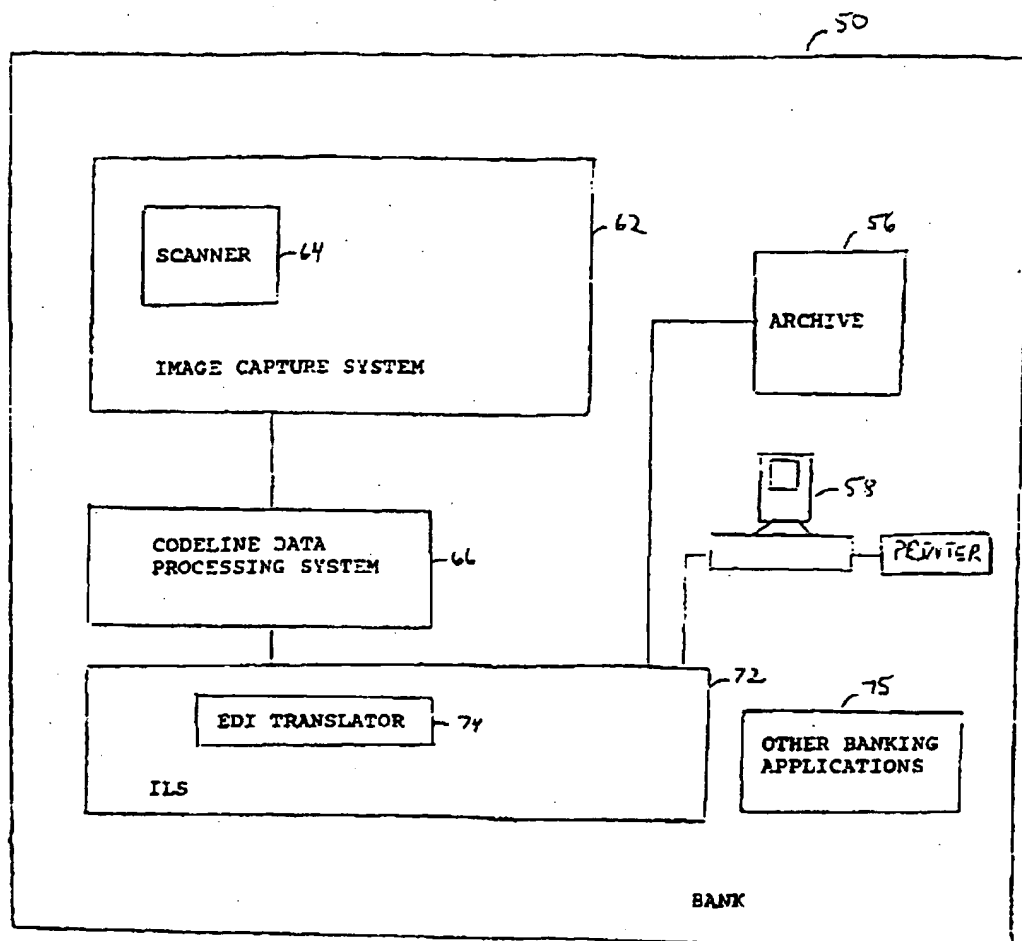 50
SCANNER
64
62
IMAGE CAPTURE SYSTEM
56
ARCHIVE
58
PRINTER
CODELINE DATA
PROCESSING SYSTEM
66
72
EDI TRANSLATOR
74
ILS
75
OTHER BANKING
APPLICATIONS
BANK